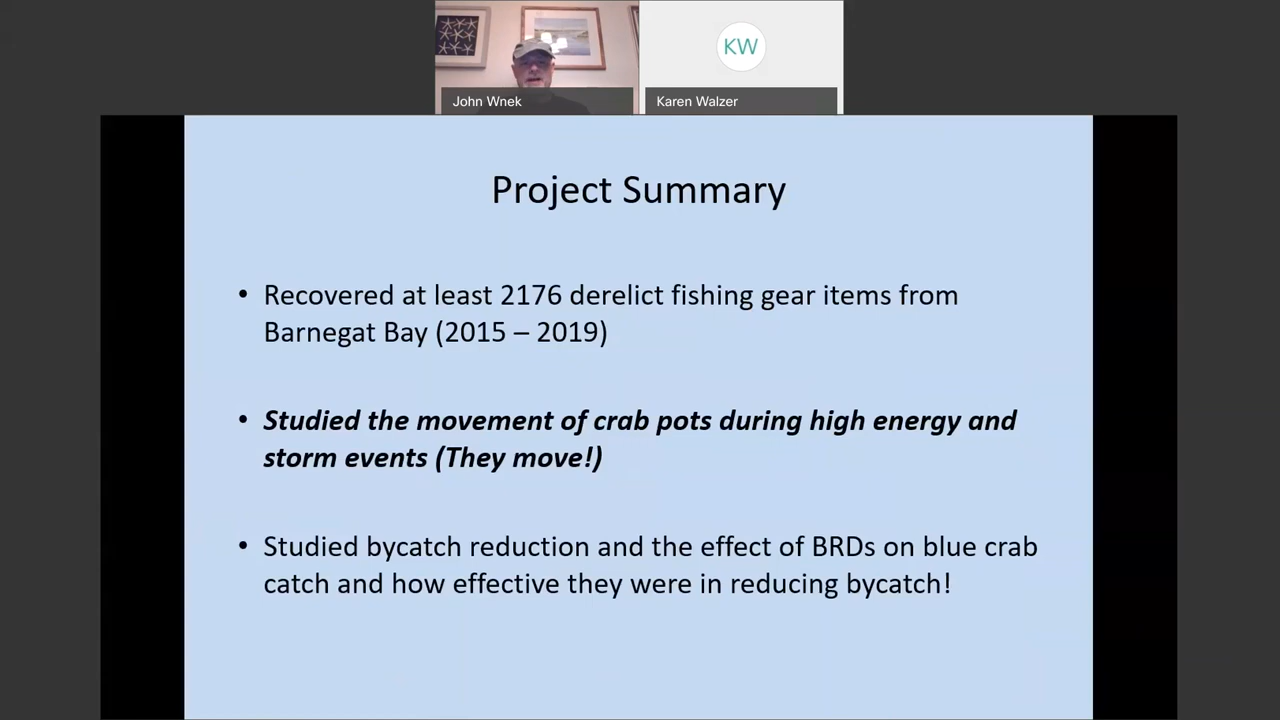 KW
John Wnek
Karen Walzer
Project Summary
• Recovered at least 2176 derelict fishing gear items from
Barnegat Bay (2015 – 2019)
• Studied the movement of crab pots during high energy and
storm events (They move!)
• Studied bycatch reduction and the effect of BRDs on blue crab
catch and how effective they were in reducing bycatch!